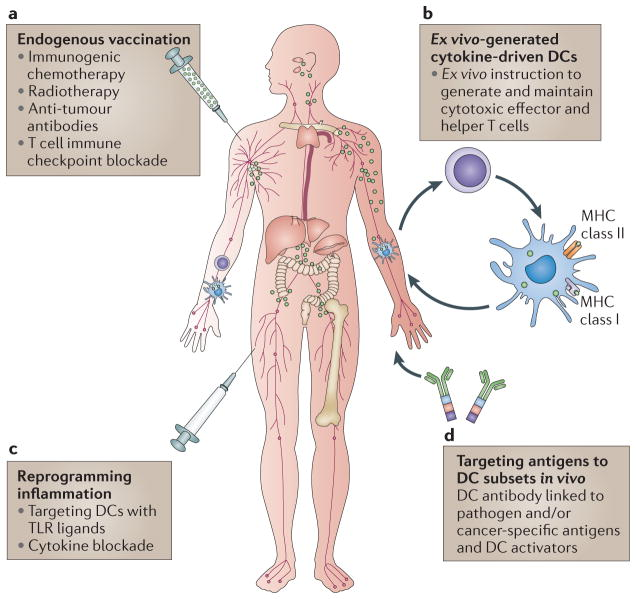 a
Endogenous vaccination
• Immunogenic
chemotherapy
• Radiotherapy
• Anti-tumour
antibodies
• T cell immune
checkpoint blockade
b
Ex vivo-generated
cytokine-driven DCs
• Ex vivo instruction to
generate and maintain
cytotoxic effector and
helper T cells
MHC
class II
MHC
class I
c
Reprogramming
inflammation
• Targeting DCs with
TLR ligands
• Cytokine blockade
d
Targeting antigens to
DC subsets in vivo
DC antibody linked to
pathogen and/or
cancer-specific antigens
and DC activators